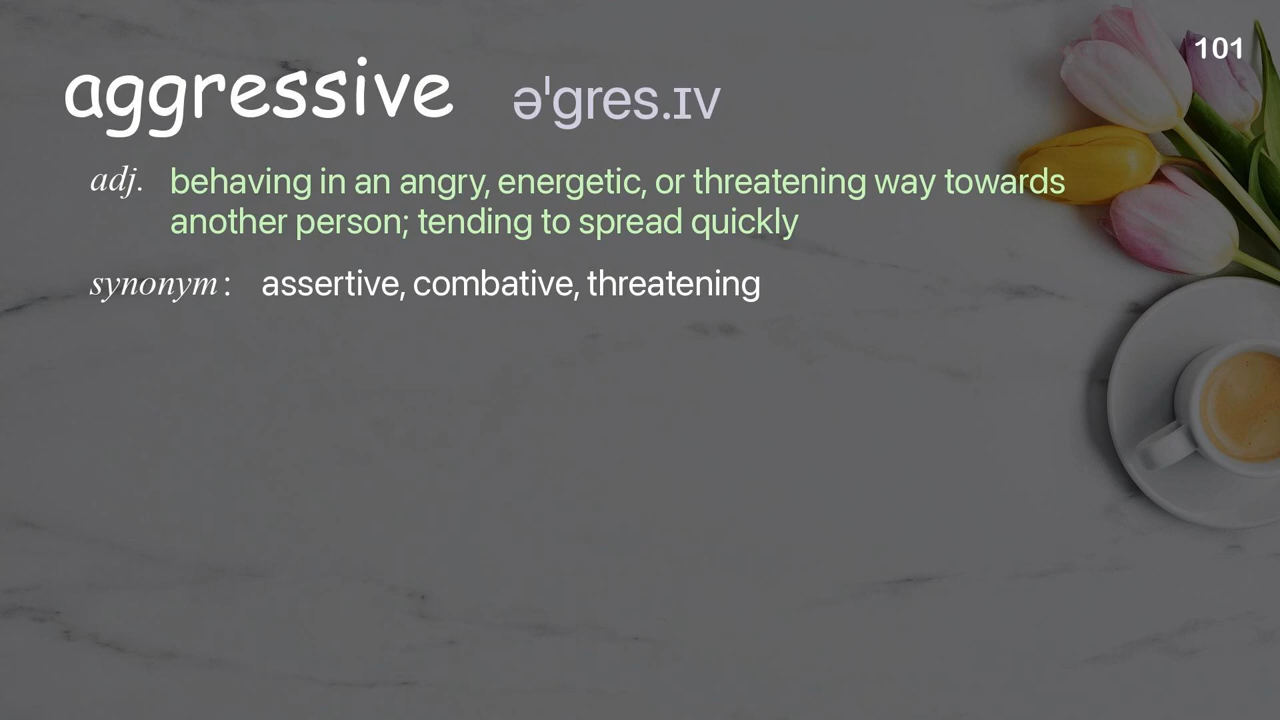 101
aggressive əˈgres.ɪv
adj. behaving in an angry, energetic, or threatening way towards
another person; tending to spread quickly
synonym : assertive, combative, threatening